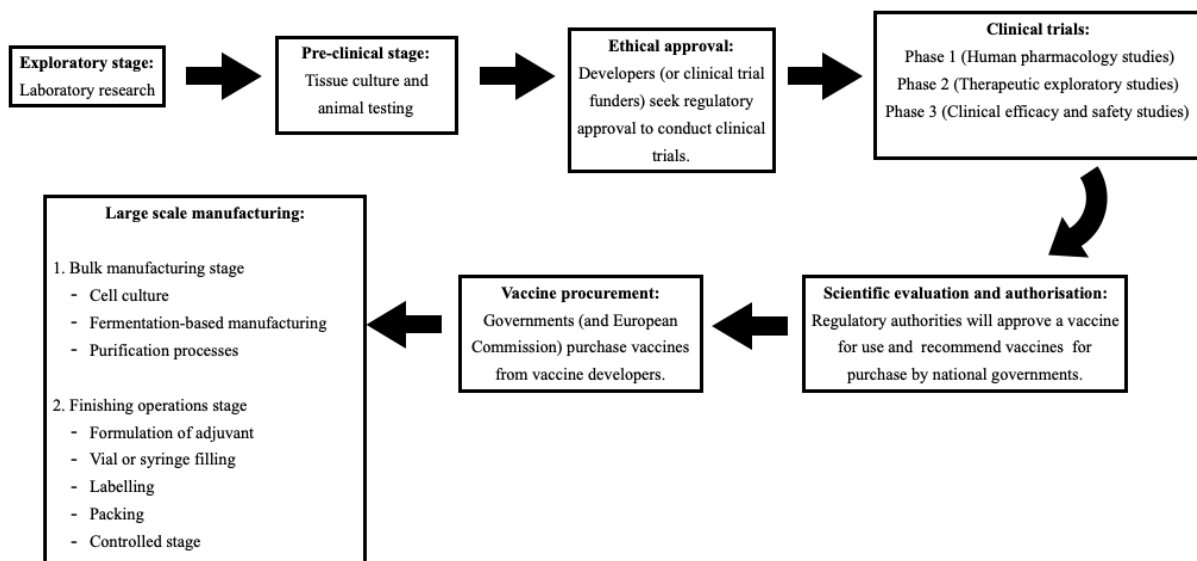 Exploratory stage:
Laboratory research
Pre-clinical stage:
Tissue culture and
animal testing
Ethical approval:
Developers (or clinical trial
funders) seek regulatory
approval to conduct clinical
trials.
Clinical trials:
Phase 1 (Human pharmacology studies)
Phase 2 (Therapeutic exploratory studies)
Phase 3 (Clinical efficacy and safety studies)
Scientific evaluation and authorisation:
Regulatory authorities will approve a vaccine
for use and recommend vaccines for
purchase by national governments.
Vaccine procurement:
Governments (and European
Commission) purchase vaccines
from vaccine developers.
Large scale manufacturing:
1. Bulk manufacturing stage
- Cell culture
- Fermentation-based manufacturing
- Purification processes
2. Finishing operations stage
- Formulation of adjuvant
- Vial or syringe filling
- Labelling
- Packing
- Controlled stage